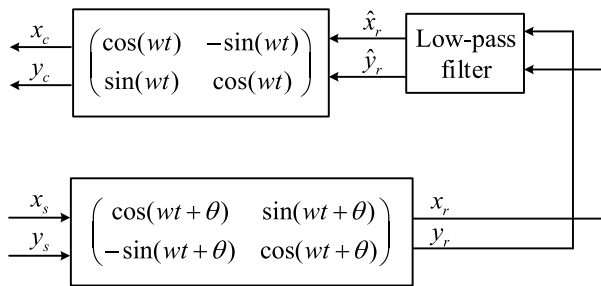 x_c
y_c
cos(wt) -sin(wt)
sin(wt) cos(wt)
x̂_r
ŷ_r
Low-pass
filter
x_s
y_s
cos(wt + θ) sin(wt + θ)
-sin(wt + θ) cos(wt + θ)
x_r
y_r